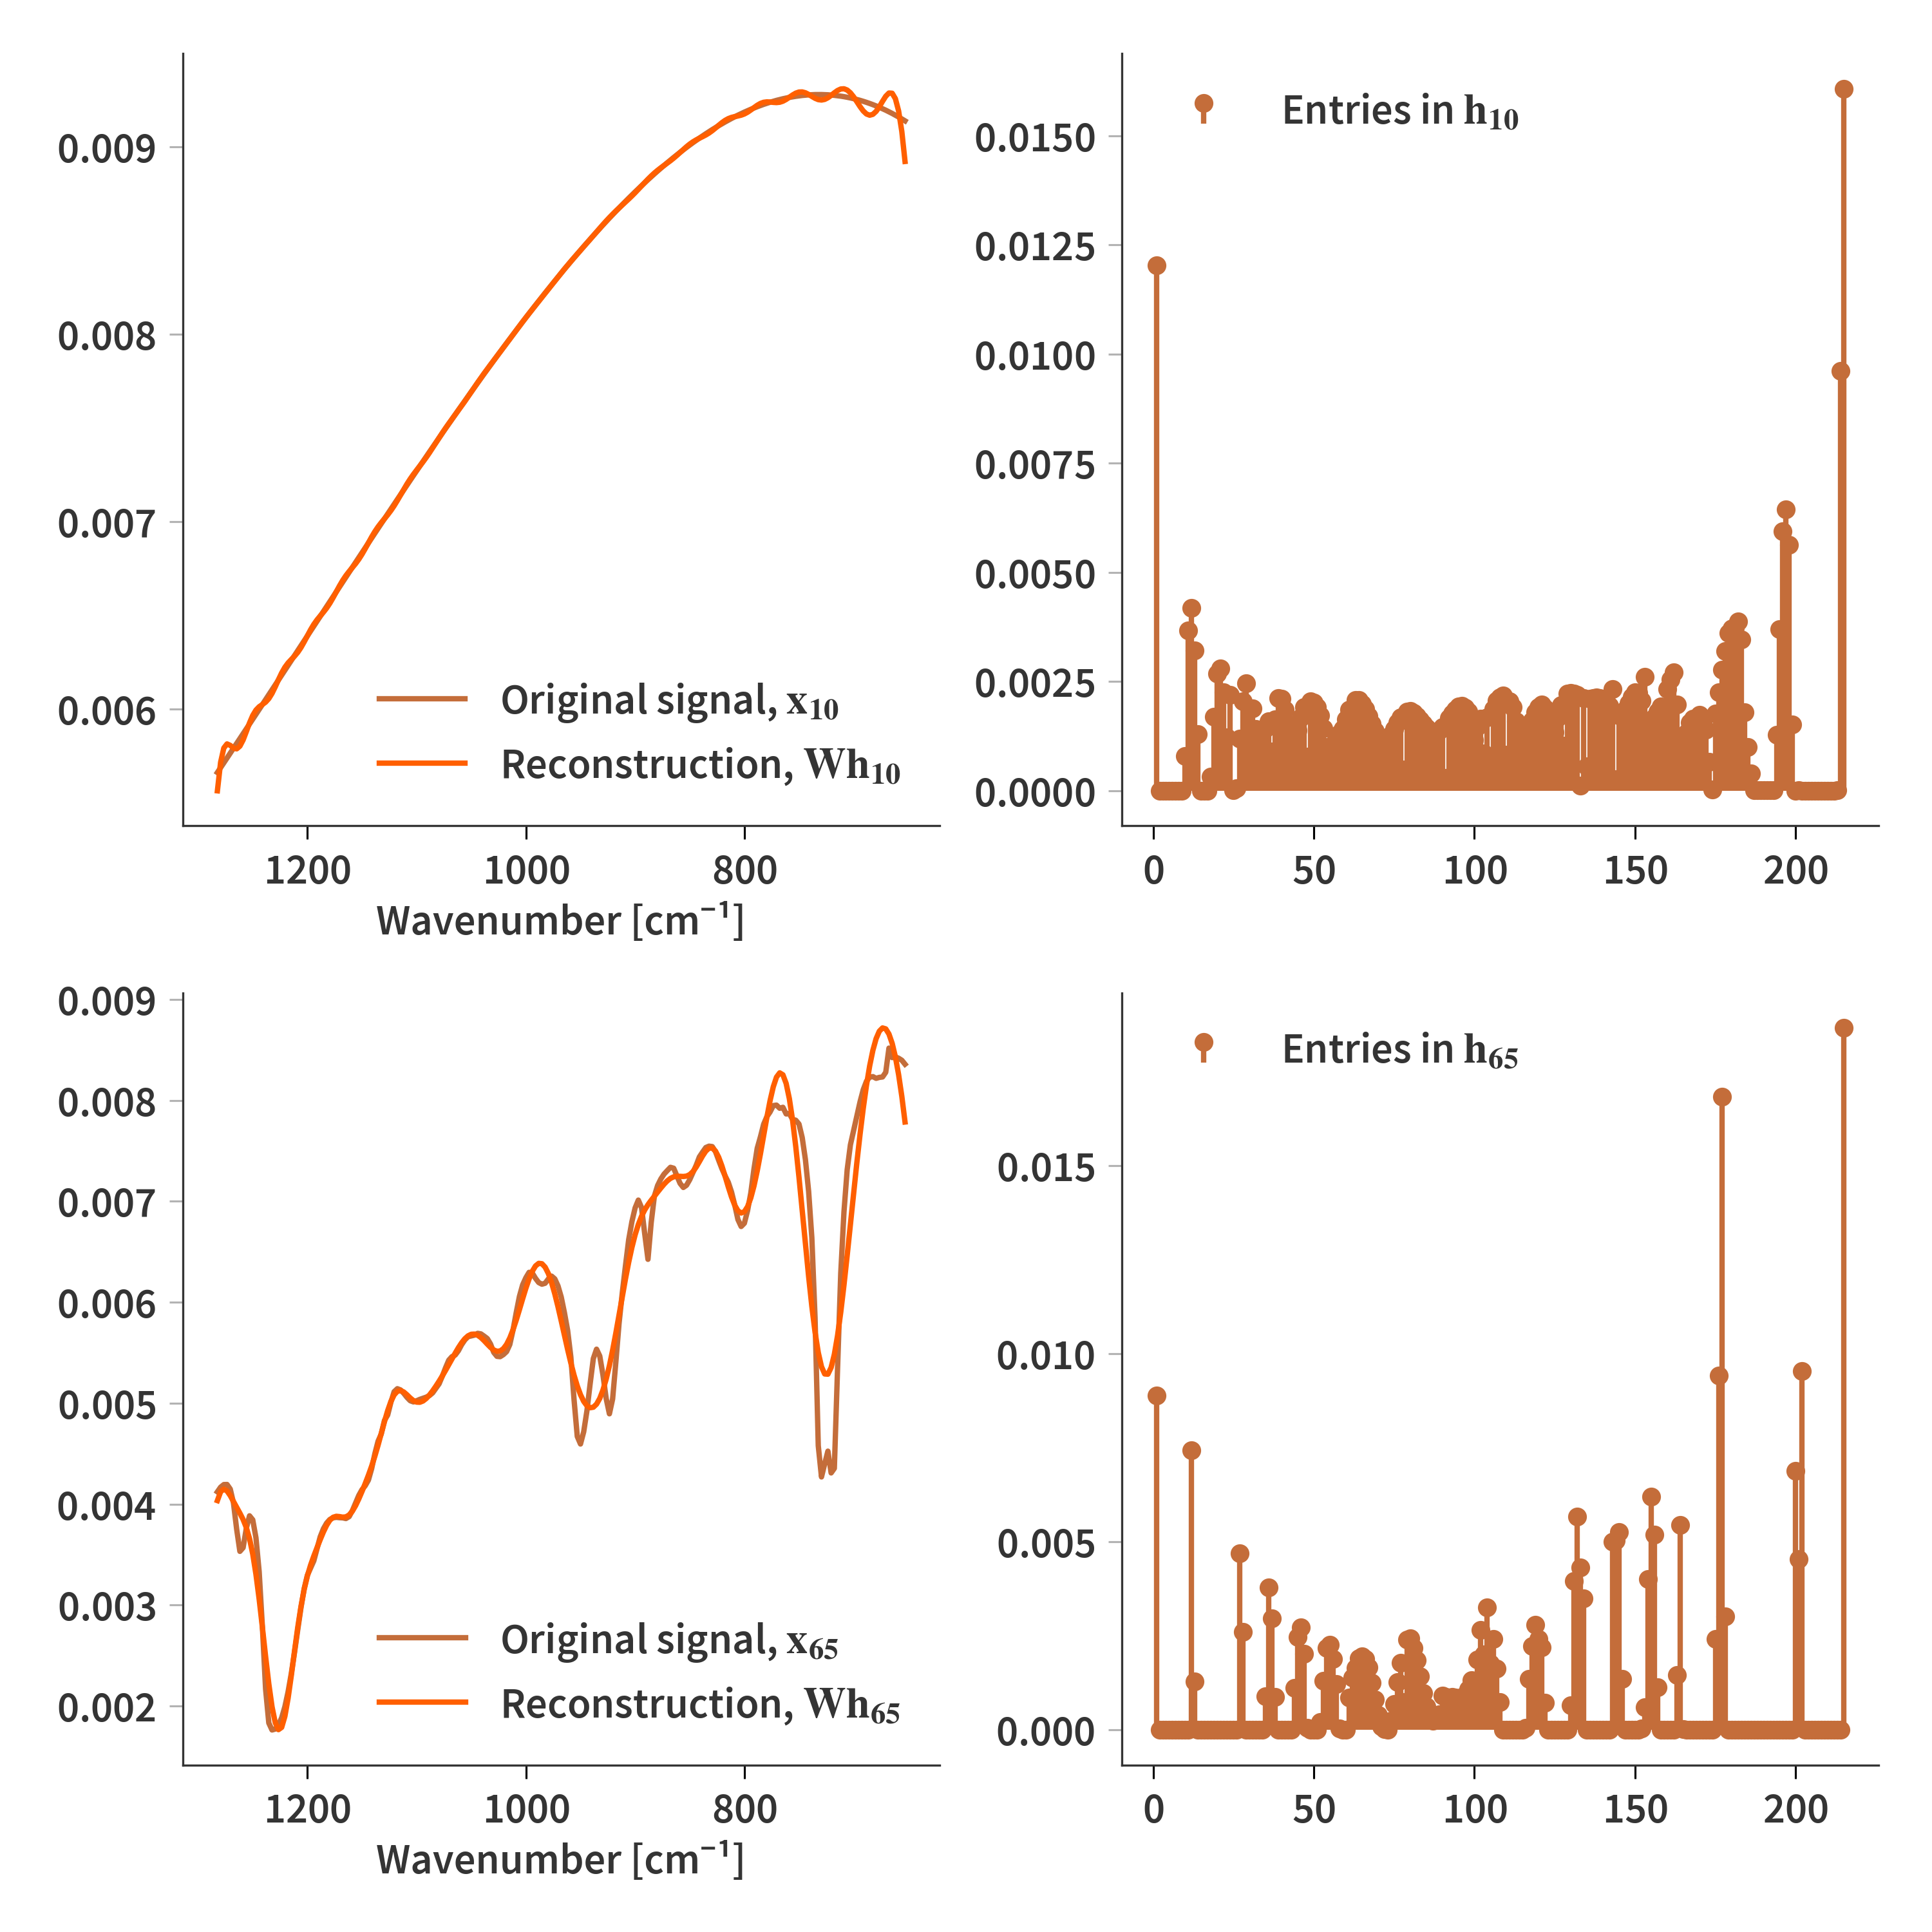 0.009
0.008
0.007
0.006
Original signal, x₁₀
Reconstruction, Wh₁₀
1200 1000 800
Wavenumber [cm⁻¹]
Entries in h₁₀
0.0150
0.0125
0.0100
0.0075
0.0050
0.0025
0.0000
0 50 100 150 200
0.009
0.008
0.007
0.006
0.005
0.004
0.003
0.002
Original signal, x₆₅
Reconstruction, Wh₆₅
1200 1000 800
Wavenumber [cm⁻¹]
Entries in h₆₅
0.015
0.010
0.005
0.000
0 50 100 150 200